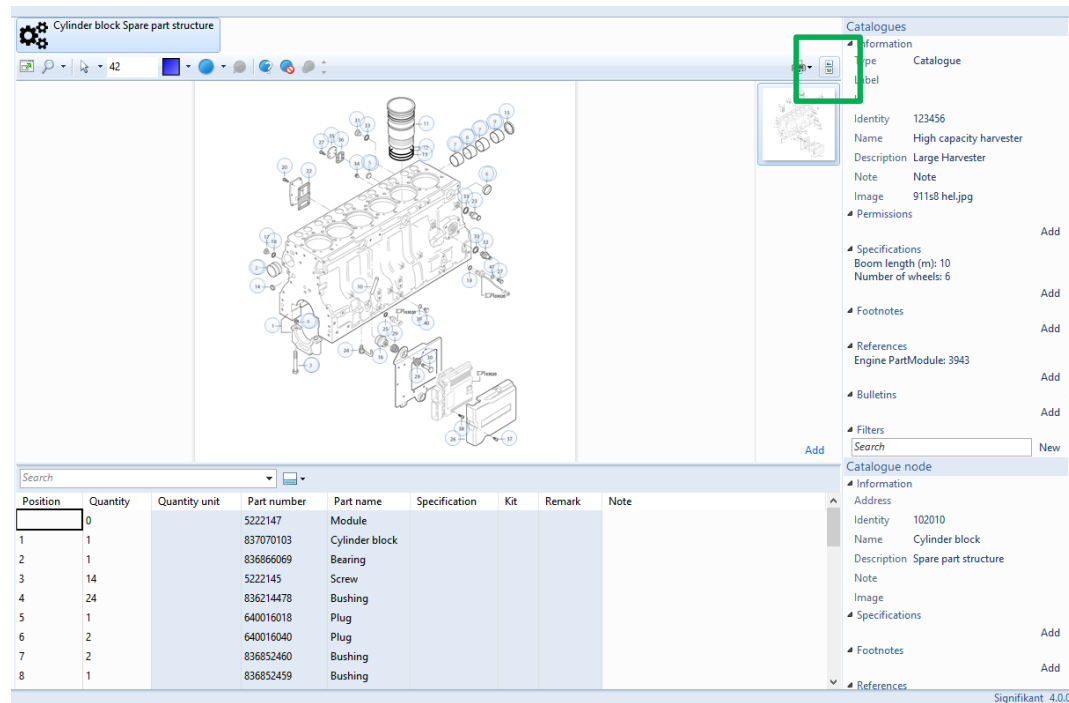 Cylinder block Spare
part structure
42
Add
Search
Position Quantity Quantity unit Part number Part name Specification Kit Remark Note
0 5222147 Module
1 1 837070103 Cylinder block
2 1 836866069 Bearing
3 14 5222145 Screw
4 24 836214478 Bushing
5 1 640016018 Plug
6 2 640016040 Plug
7 2 836852460 Bushing
8 1 836852459 Bushing
Catalogues
Information
Type Catalogue
Label
Identity 123456
Name High capacity harvester
Description Large Harvester
Note Note
Image 911s8 hel.jpg
Permissions
Add
Specifications
Boom length (m): 10
Number of wheels: 6
Add
Footnotes
Add
References
Engine PartModule: 3943
Add
Bulletins
Add
Filters
Search New
Catalogue node
Information
Address
Identity 102010
Name Cylinder block
Description Spare part structure
Note
Image
Specifications
Add
Footnotes
Add
References
Signifikant 4.0.0